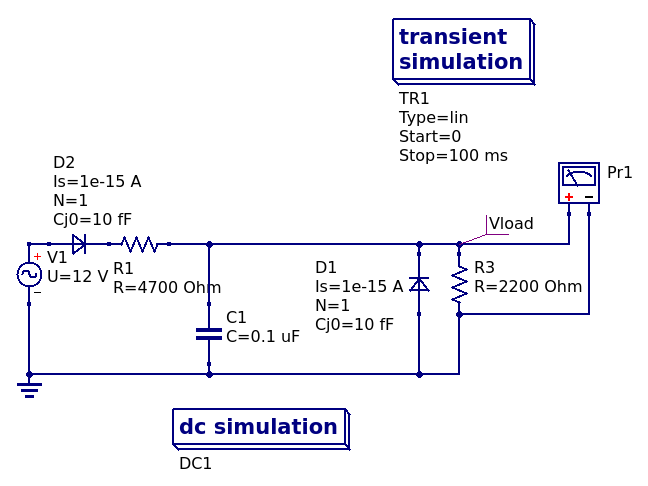 transient
simulation
TR1
Type=lin
Start=0
Stop=100 ms
D2
Is=1e-15 A
N=1
Cj0=10 fF
Pr1
+ −
Vload
+
V1
U=12 V
−
R1
R=4700 Ohm
D1
Is=1e-15 A
N=1
Cj0=10 fF
R3
R=2200 Ohm
C1
C=0.1 uF
dc simulation
DC1